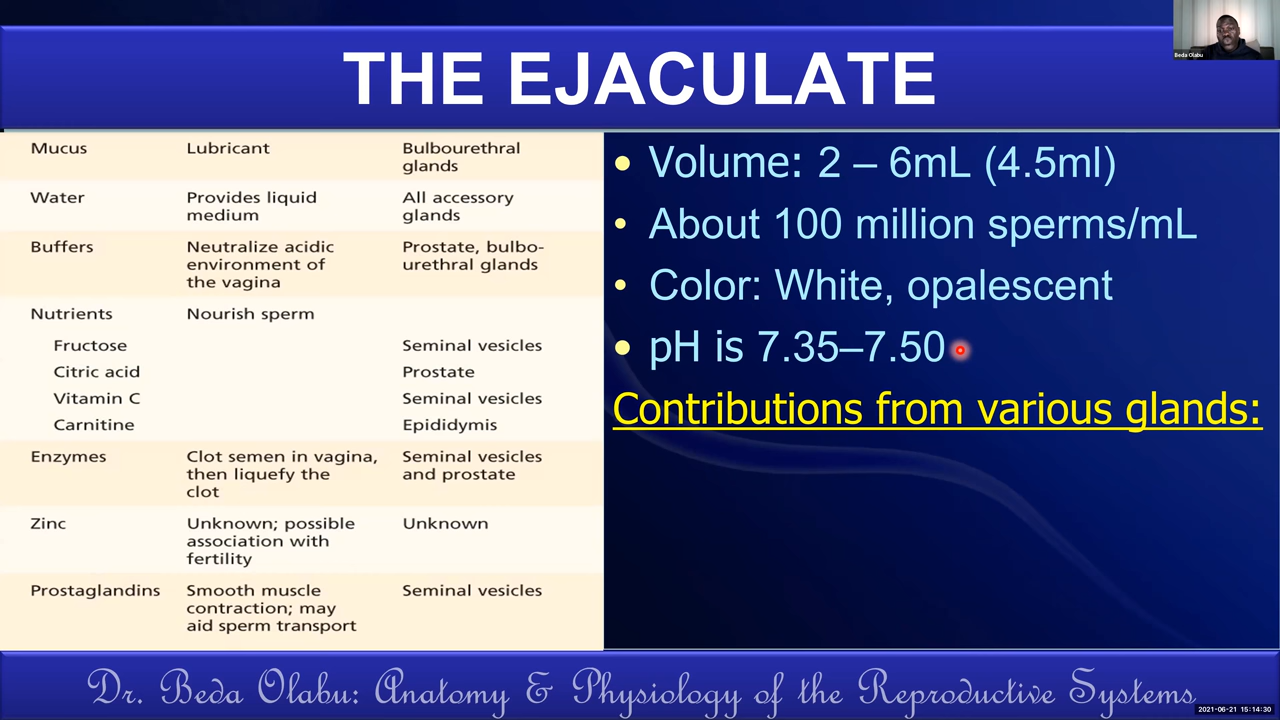 Beda Olabu
THE EJACULATE
Mucus Lubricant Bulbourethral
glands
Water Provides liquid All accessory
medium glands
Buffers Neutralize acidic Prostate, bulbo-
environment of urethral glands
the vagina
Nutrients Nourish sperm
Fructose Seminal vesicles
Citric acid Prostate
Vitamin C Seminal vesicles
Carnitine Epididymis
Enzymes Clot semen in vagina, Seminal vesicles
then liquefy the and prostate
clot
Zinc Unknown; possible Unknown
association with
fertility
Prostaglandins Smooth muscle Seminal vesicles
contraction; may
aid sperm transport
• Volume: 2 – 6mL (4.5ml)
• About 100 million sperms/mL
• Color: White, opalescent
• pH is 7.35–7.50
Contributions from various glands:
Dr. Beda Olabu: Anatomy & Physiology of the Reproductive Systems
2021-06-21 15:14:30